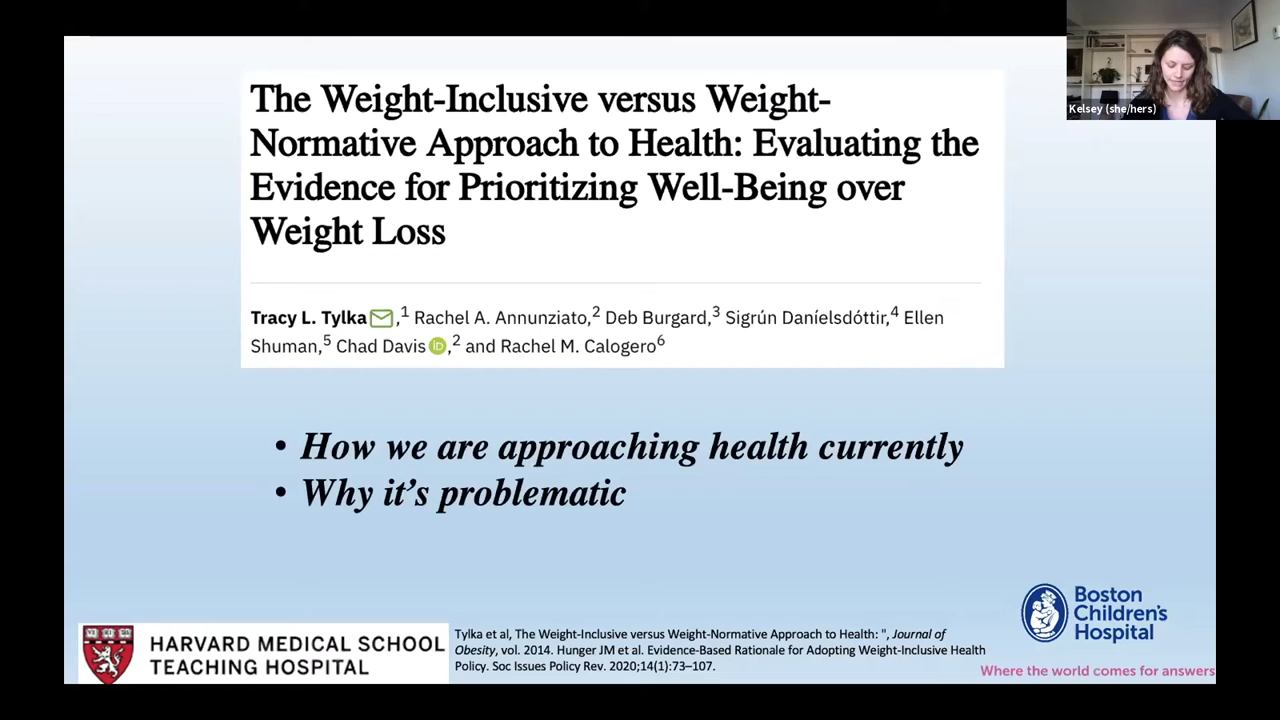 Kelsey (she/hers)
The Weight-Inclusive versus Weight-
Normative Approach to Health: Evaluating the
Evidence for Prioritizing Well-Being over
Weight Loss
Tracy L. Tylka ,1 Rachel A. Annunziato,2 Deb Burgard,3 Sigrún Daníelsdóttir,4 Ellen
Shuman,5 Chad Davis iD ,2 and Rachel M. Calogero6
• How we are approaching health currently
• Why it’s problematic
HARVARD MEDICAL SCHOOL
TEACHING HOSPITAL
Tylka et al, The Weight-Inclusive versus Weight-Normative Approach to Health: ", Journal of
Obesity, vol. 2014. Hunger JM et al. Evidence-Based Rationale for Adopting Weight-Inclusive Health
Policy. Soc Issues Policy Rev. 2020;14(1):73–107.
Boston
Children's
Hospital
Where the world comes for answers